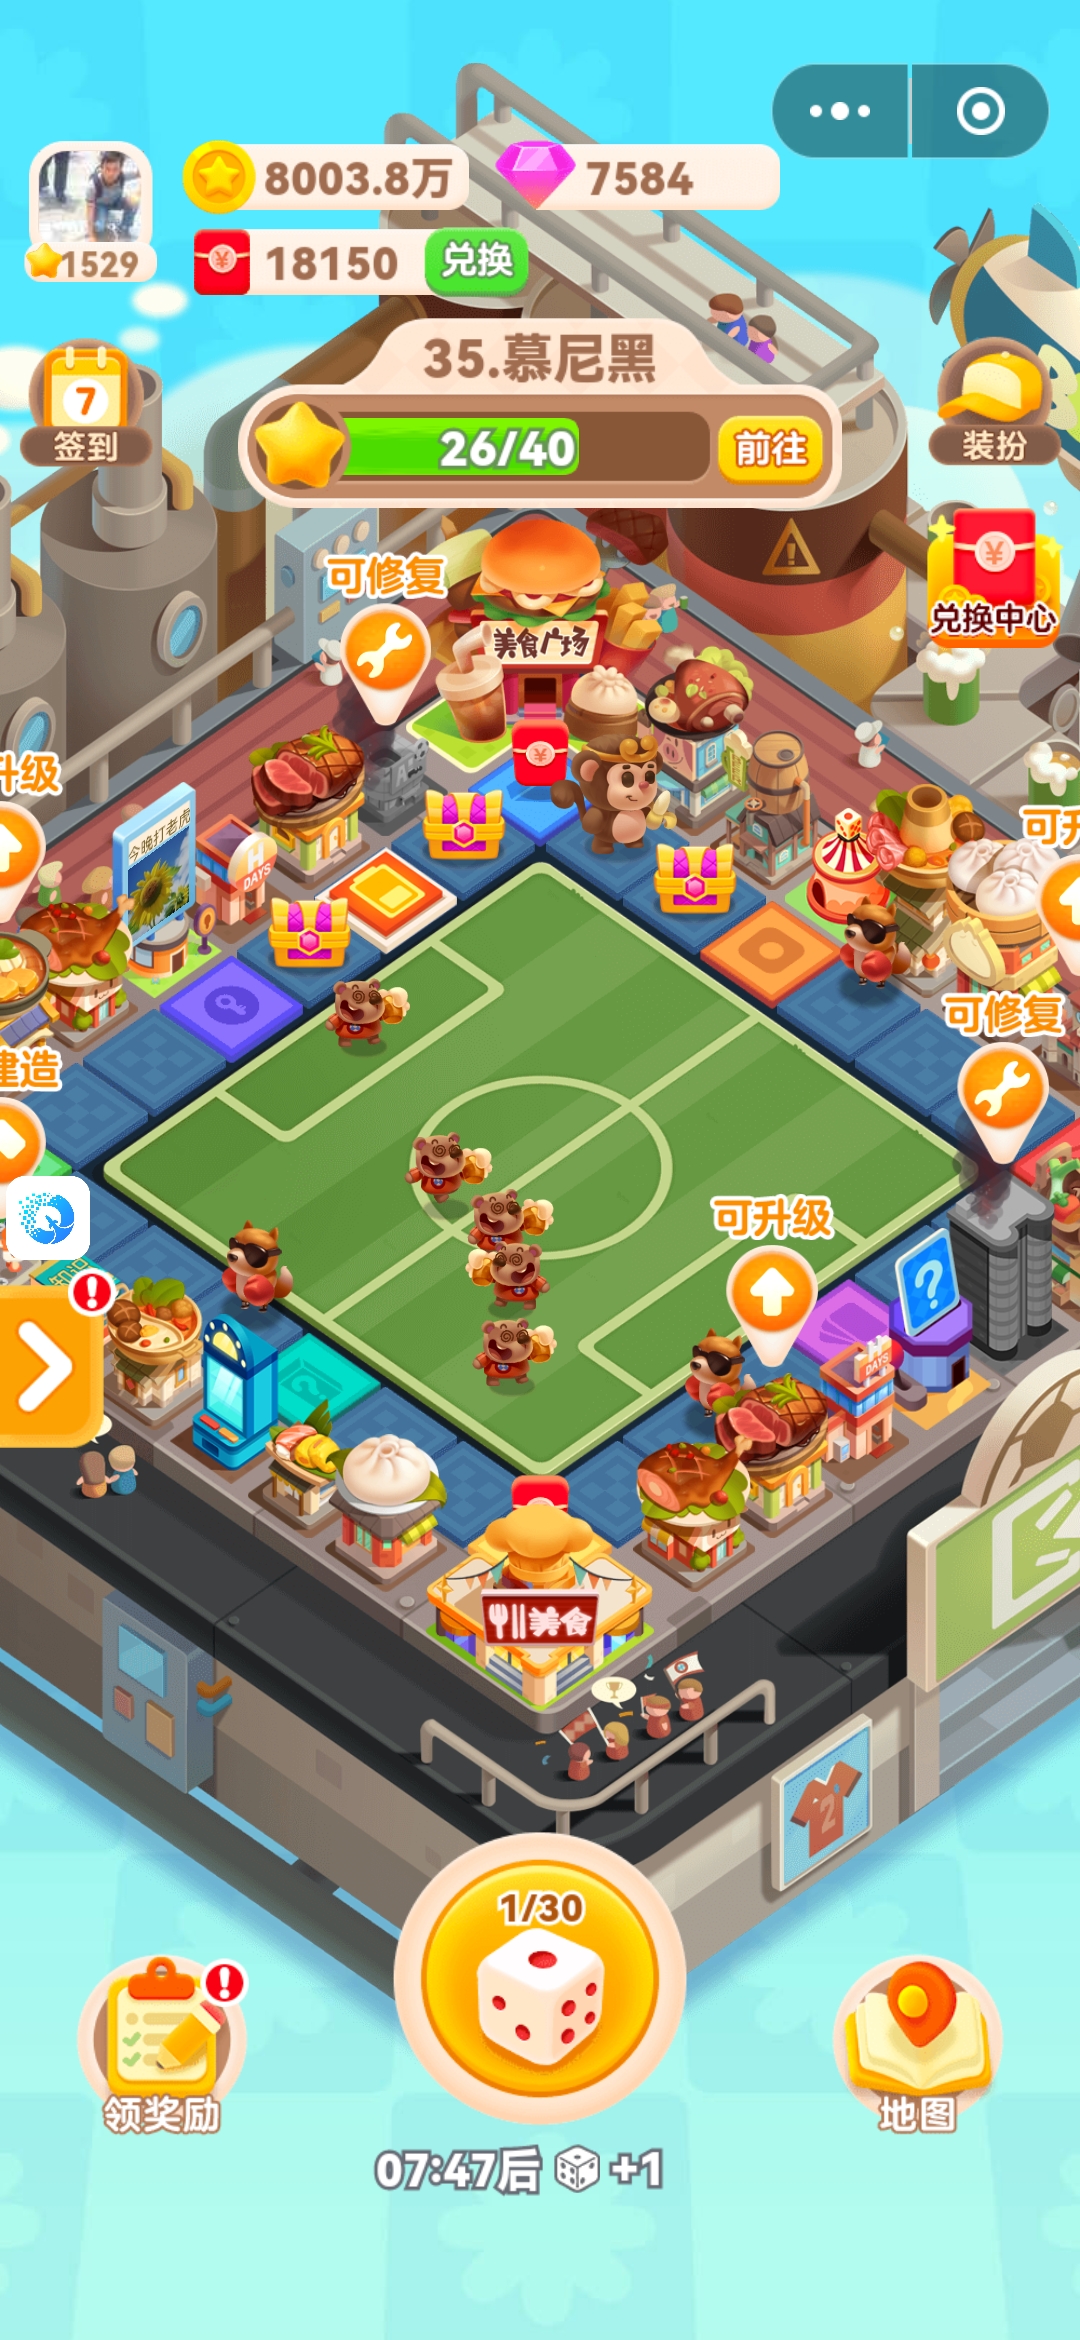 8003.8万
7584
1529
18150
兑换
35.慕尼黑
26/40
前往
7
签到
装扮
兑换中心
可修复
美食广场
升级
今晚打老虎
H
DAYS
可升
可修复
建造
可升级
?
知识
2
H
DAYS
美食
2
1/30
领奖励
地图
07:47后 +1